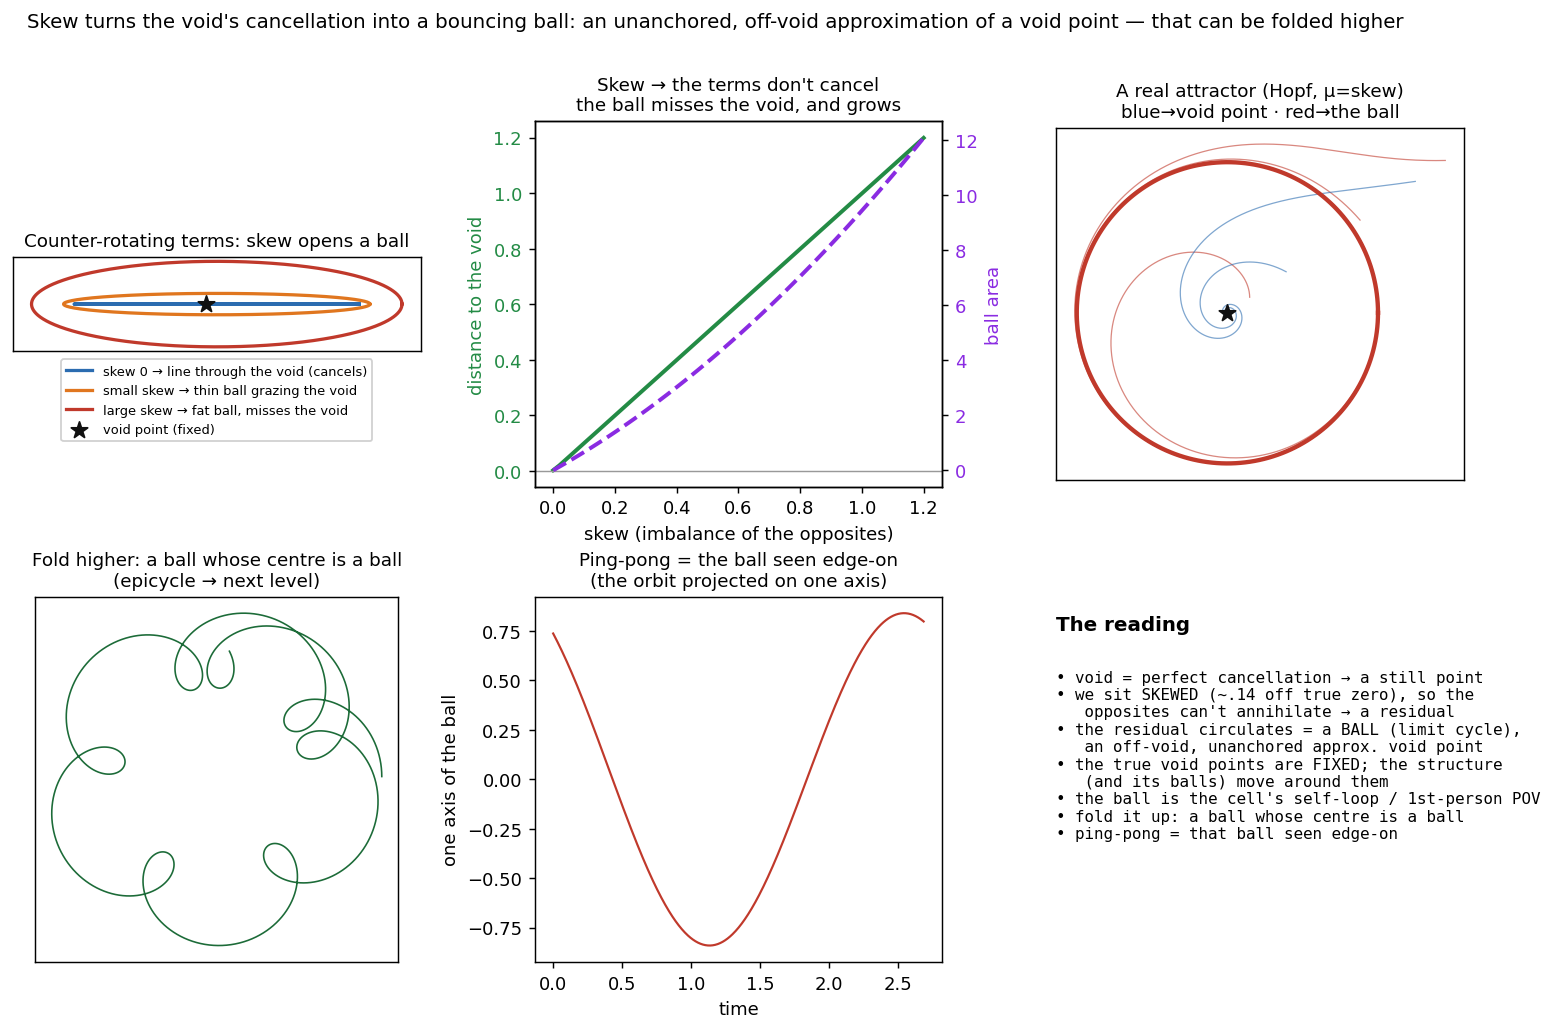 Skew turns the void's cancellation into a bouncing ball: an unanchored, off-void approximation of a void point — that can be folded higher
Counter-rotating terms: skew opens a ball
skew 0 → line through the void (cancels)
small skew → thin ball grazing the void
large skew → fat ball, misses the void
void point (fixed)
Skew → the terms don't cancel
the ball misses the void, and grows
distance to the void
1.2
1.0
0.8
0.6
0.4
0.2
0.0
12
10
8
6
4
2
0
ball area
0.0 0.2 0.4 0.6 0.8 1.0 1.2
skew (imbalance of the opposites)
A real attractor (Hopf, μ=skew)
blue→void point · red→the ball
Fold higher: a ball whose centre is a ball
(epicycle → next level)
Ping-pong = the ball seen edge-on
(the orbit projected on one axis)
one axis of the ball
0.75
0.50
0.25
0.00
−0.25
−0.50
−0.75
0.0 0.5 1.0 1.5 2.0 2.5
time
The reading
• void = perfect cancellation → a still point
• we sit SKEWED (~.14 off true zero), so the
opposites can't annihilate → a residual
• the residual circulates = a BALL (limit cycle),
an off-void, unanchored approx. void point
• the true void points are FIXED; the structure
(and its balls) move around them
• the ball is the cell's self-loop / 1st-person POV
• fold it up: a ball whose centre is a ball
• ping-pong = that ball seen edge-on